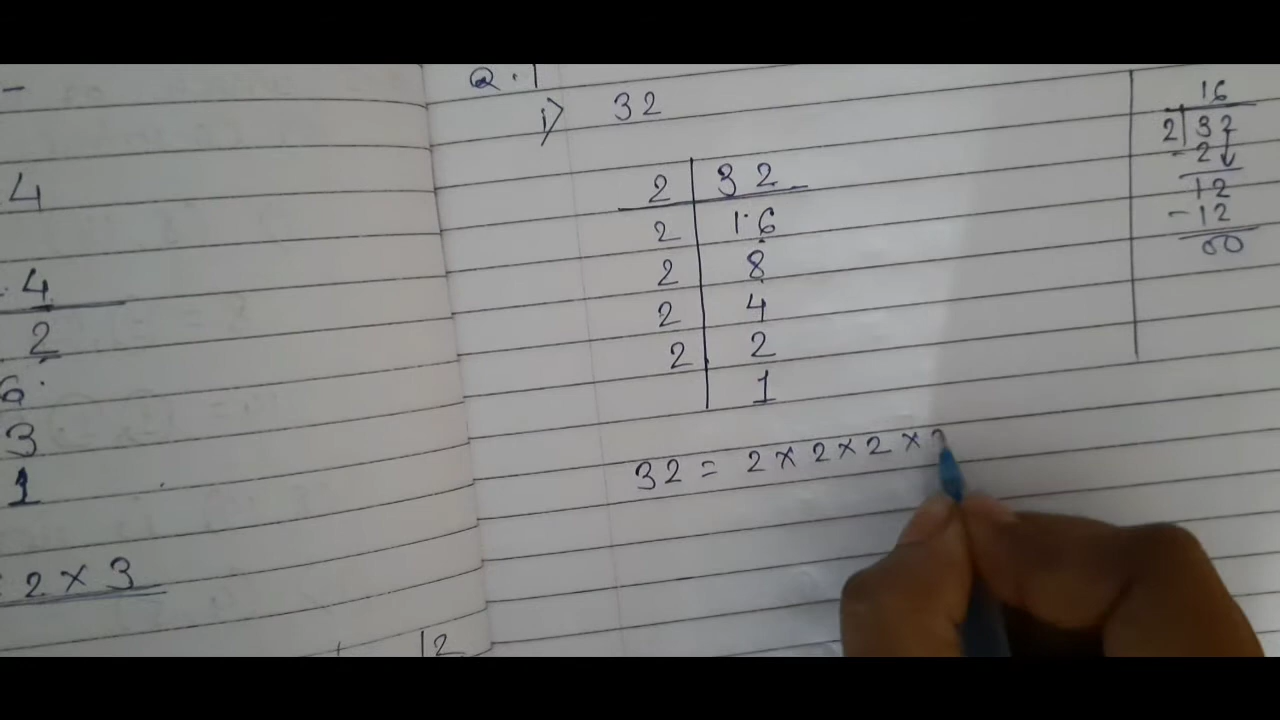 4
4
2
6
3
1
2 × 3
12
Q.1
i) 32
2 | 32
2 | 16
2 | 8
2 | 4
2 | 2
1
32 = 2 × 2 × 2 ×
16
2 | 32
- 2
12
- 12
00